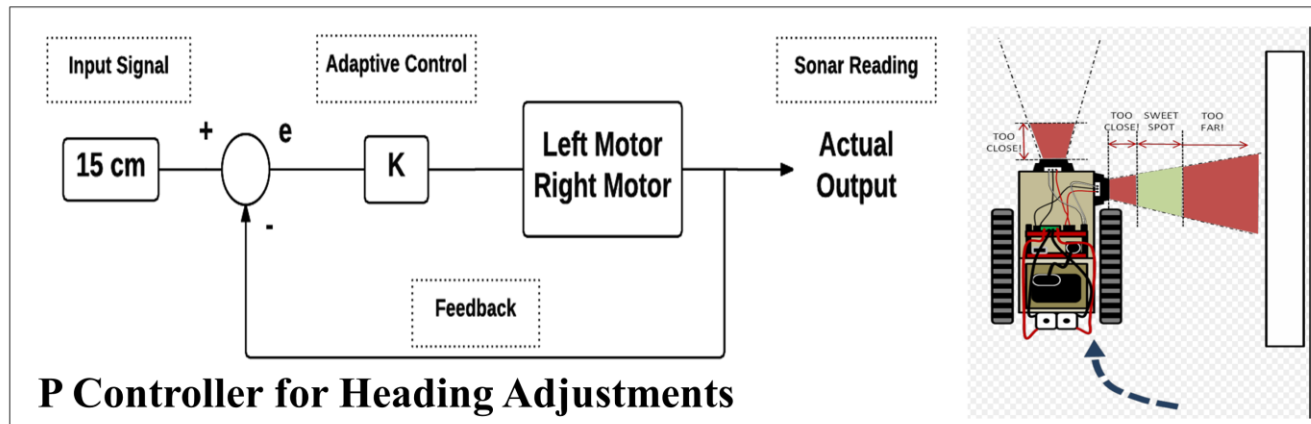 Input Signal
Adaptive Control
Sonar Reading
+
e
15 cm
K
Left Motor
Right Motor
Actual
Output
-
Feedback
P Controller for Heading Adjustments
TOO
CLOSE!
TOO
CLOSE!
SWEET
SPOT
TOO
FAR!